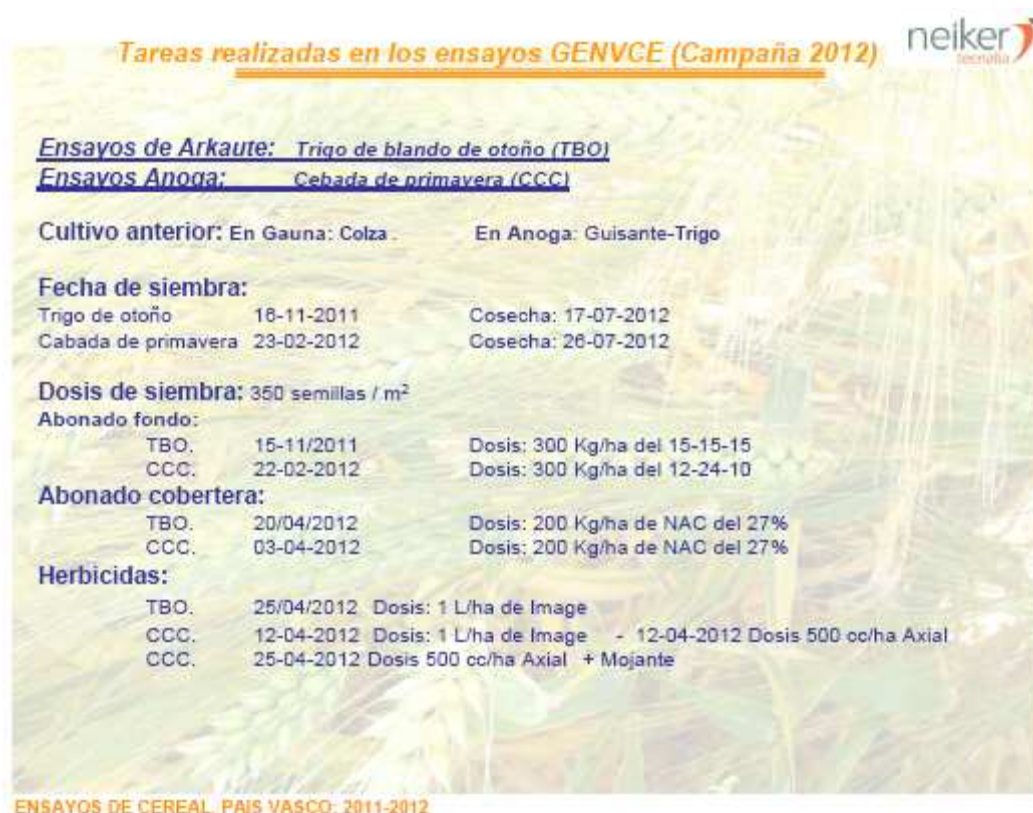 Tareas realizadas en los ensayos GENVCE (Campaña 2012)
neiker
tecnalia
Ensayos de Arkaute: Trigo de blando de otoño (TBO)
Ensayos Anoga: Cebada de primavera (CCC)
Cultivo anterior: En Gauna: Colza . En Anoga: Guisante-Trigo
Fecha de siembra:
Trigo de otoño 16-11-2011 Cosecha: 17-07-2012
Cabada de primavera 23-02-2012 Cosecha: 26-07-2012
Dosis de siembra: 350 semillas / m²
Abonado fondo:
TBO. 15-11/2011 Dosis: 300 Kg/ha del 15-15-15
CCC. 22-02-2012 Dosis: 300 Kg/ha del 12-24-10
Abonado cobertera:
TBO. 20/04/2012 Dosis: 200 Kg/ha de NAC del 27%
CCC. 03-04-2012 Dosis: 200 Kg/ha de NAC del 27%
Herbicidas:
TBO. 25/04/2012 Dosis: 1 L/ha de Image
CCC. 12-04-2012 Dosis: 1 L/ha de Image - 12-04-2012 Dosis 500 cc/ha Axial
CCC. 25-04-2012 Dosis 500 cc/ha Axial + Mojante
ENSAYOS DE CEREAL. PAIS VASCO: 2011-2012